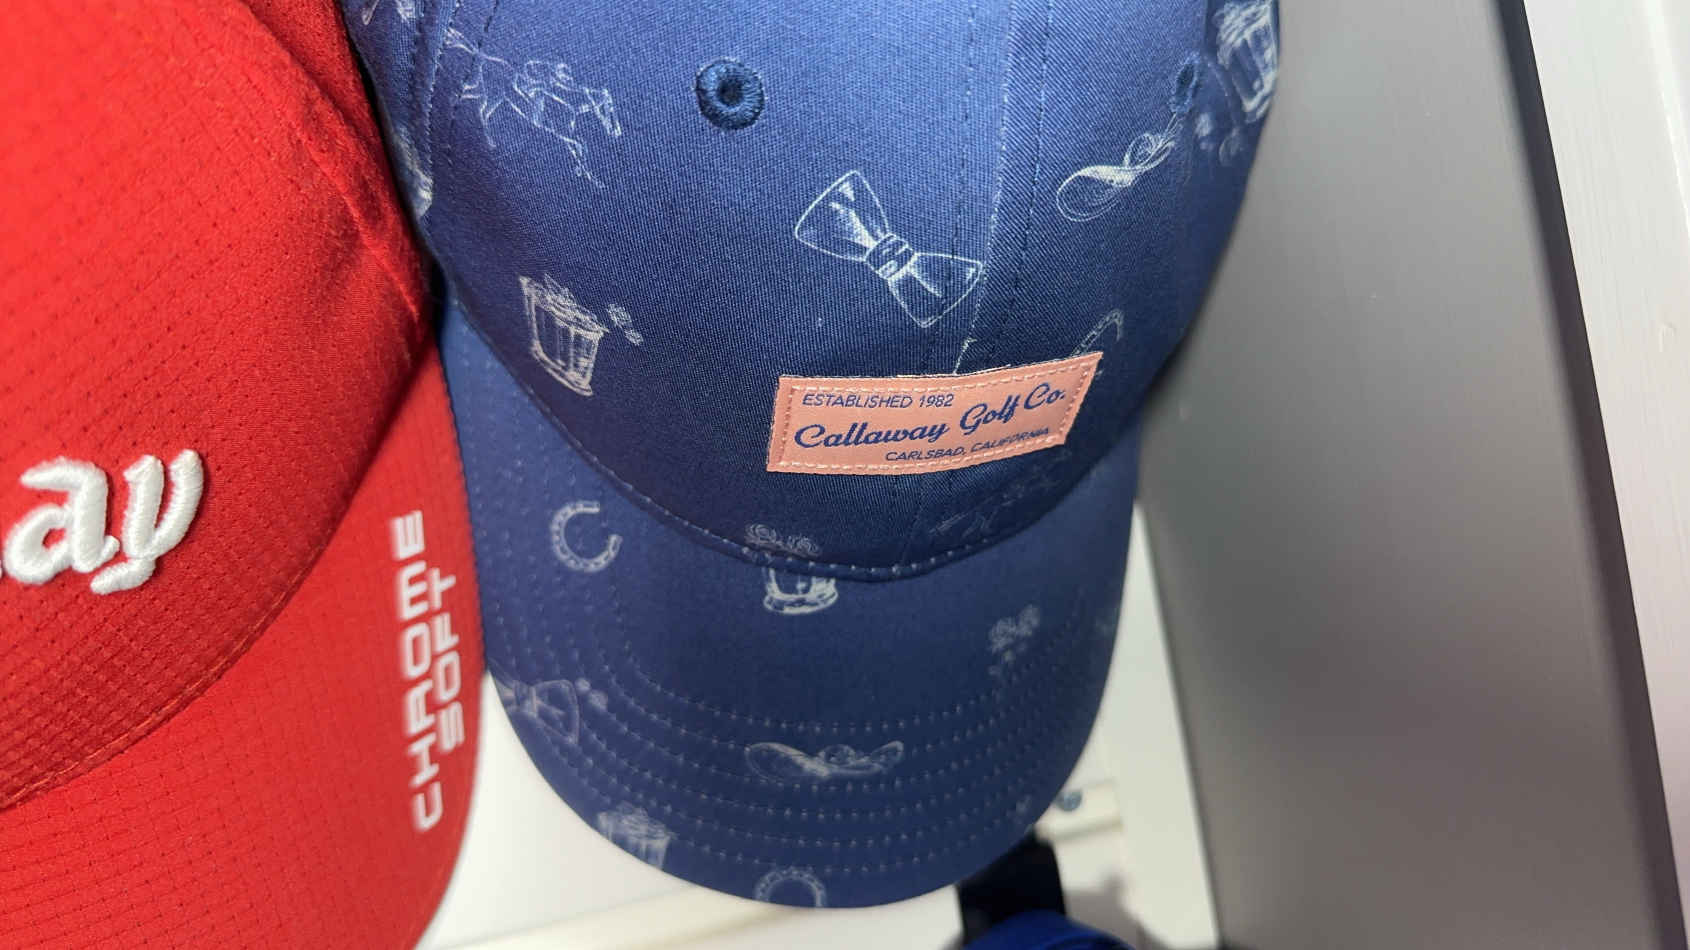 ay
CHROME
SOFT
ESTABLISHED 1982
Callaway Golf Co.
CARLSBAD, CALIFORNIA